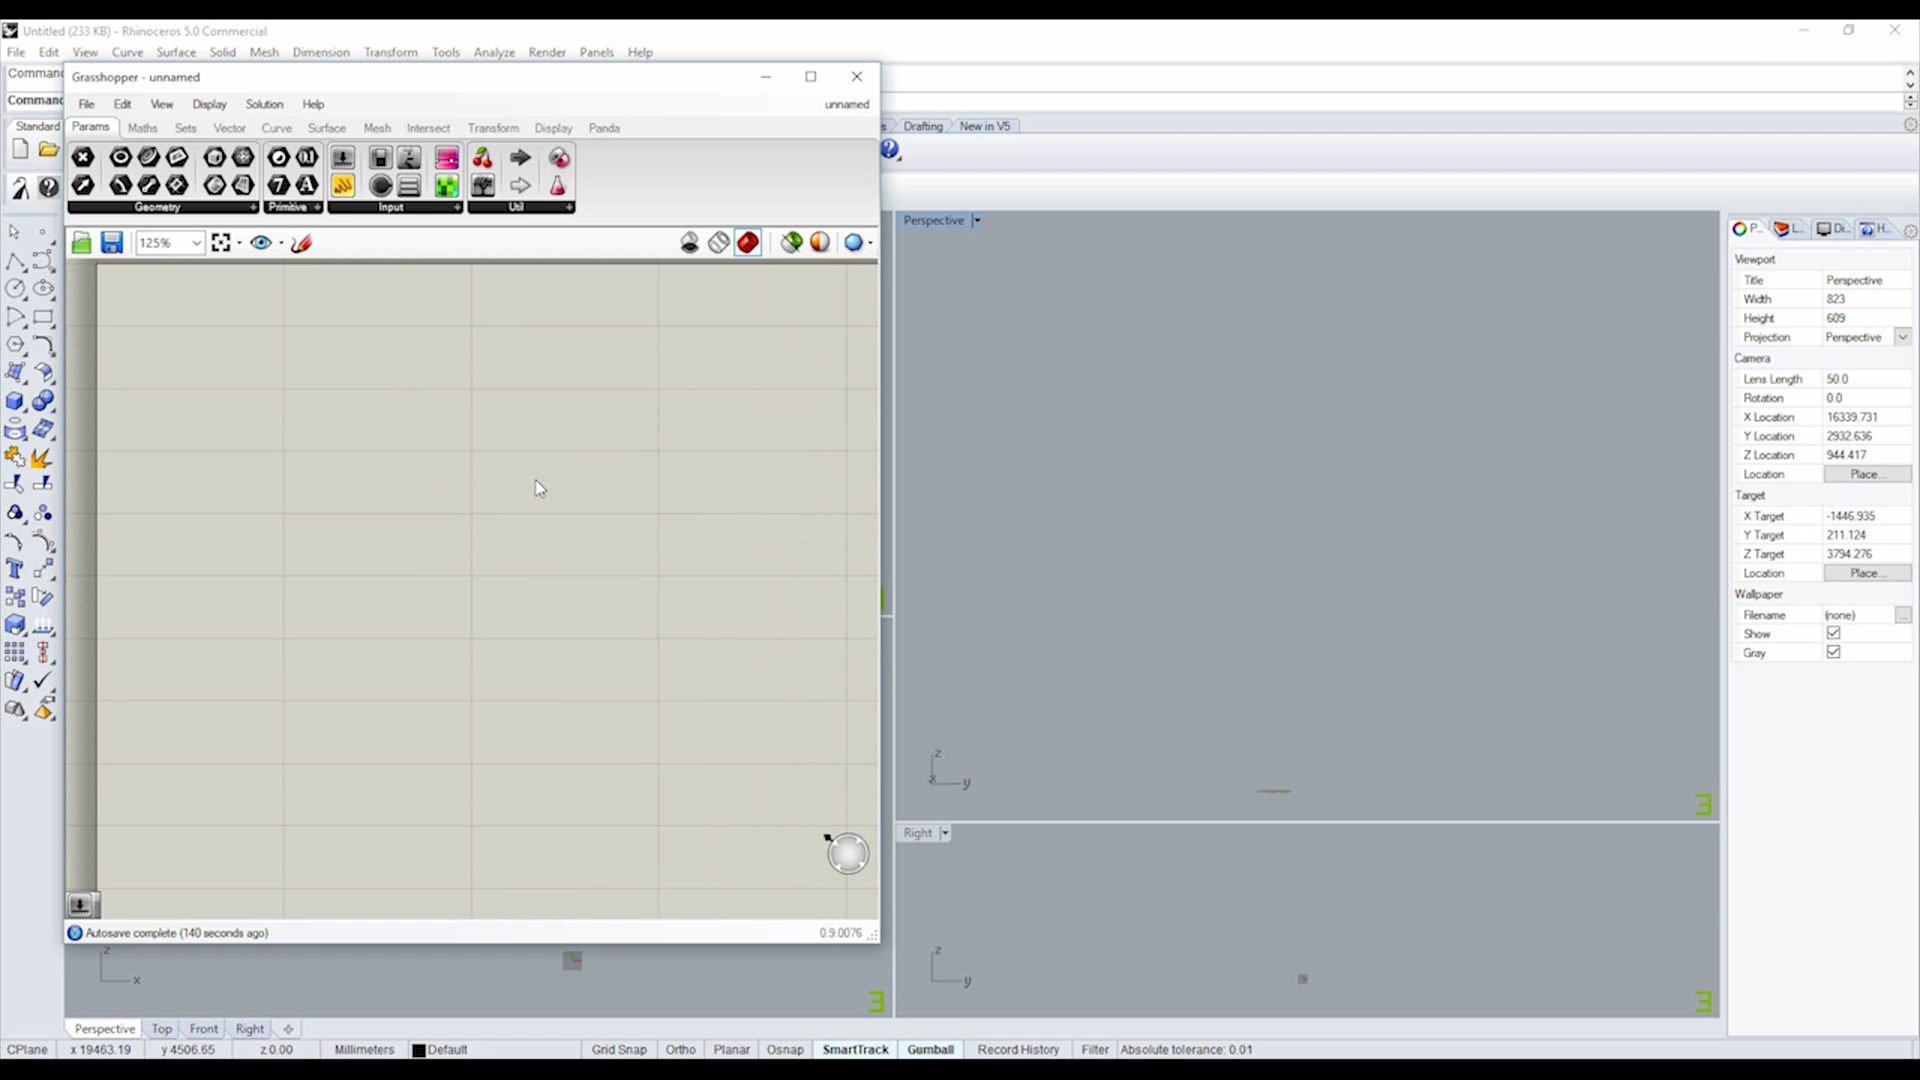 Untitled (233 KB) - Rhinoceros 5.0 Commercial
File Edit View Curve Surface Solid Mesh Dimension Transform Tools Analyze Render Panels Help
Command
Command
Standard
s Drafting New in V5
Grasshopper - unnamed
File Edit View Display Solution Help unnamed
Params Maths Sets Vector Curve Surface Mesh Intersect Transform Display Panda
Geometry + Primitive + Input + Util +
125%
Autosave complete (140 seconds ago) 0.9.0076
Perspective
z
x y
Right
z
y
z
x
P... L... Di... H...
Viewport
Title Perspective
Width 823
Height 609
Projection Perspective
Camera
Lens Length 50.0
Rotation 0.0
X Location 16339.731
Y Location 2932.636
Z Location 944.417
Location Place...
Target
X Target -1446.935
Y Target 211.124
Z Target 3794.276
Location Place...
Wallpaper
Filename (none) ...
Show
Gray
Perspective Top Front Right
CPlane x 19463.19 y 4506.65 z 0.00 Millimeters Default Grid Snap Ortho Planar Osnap SmartTrack Gumball Record History Filter Absolute tolerance: 0.01